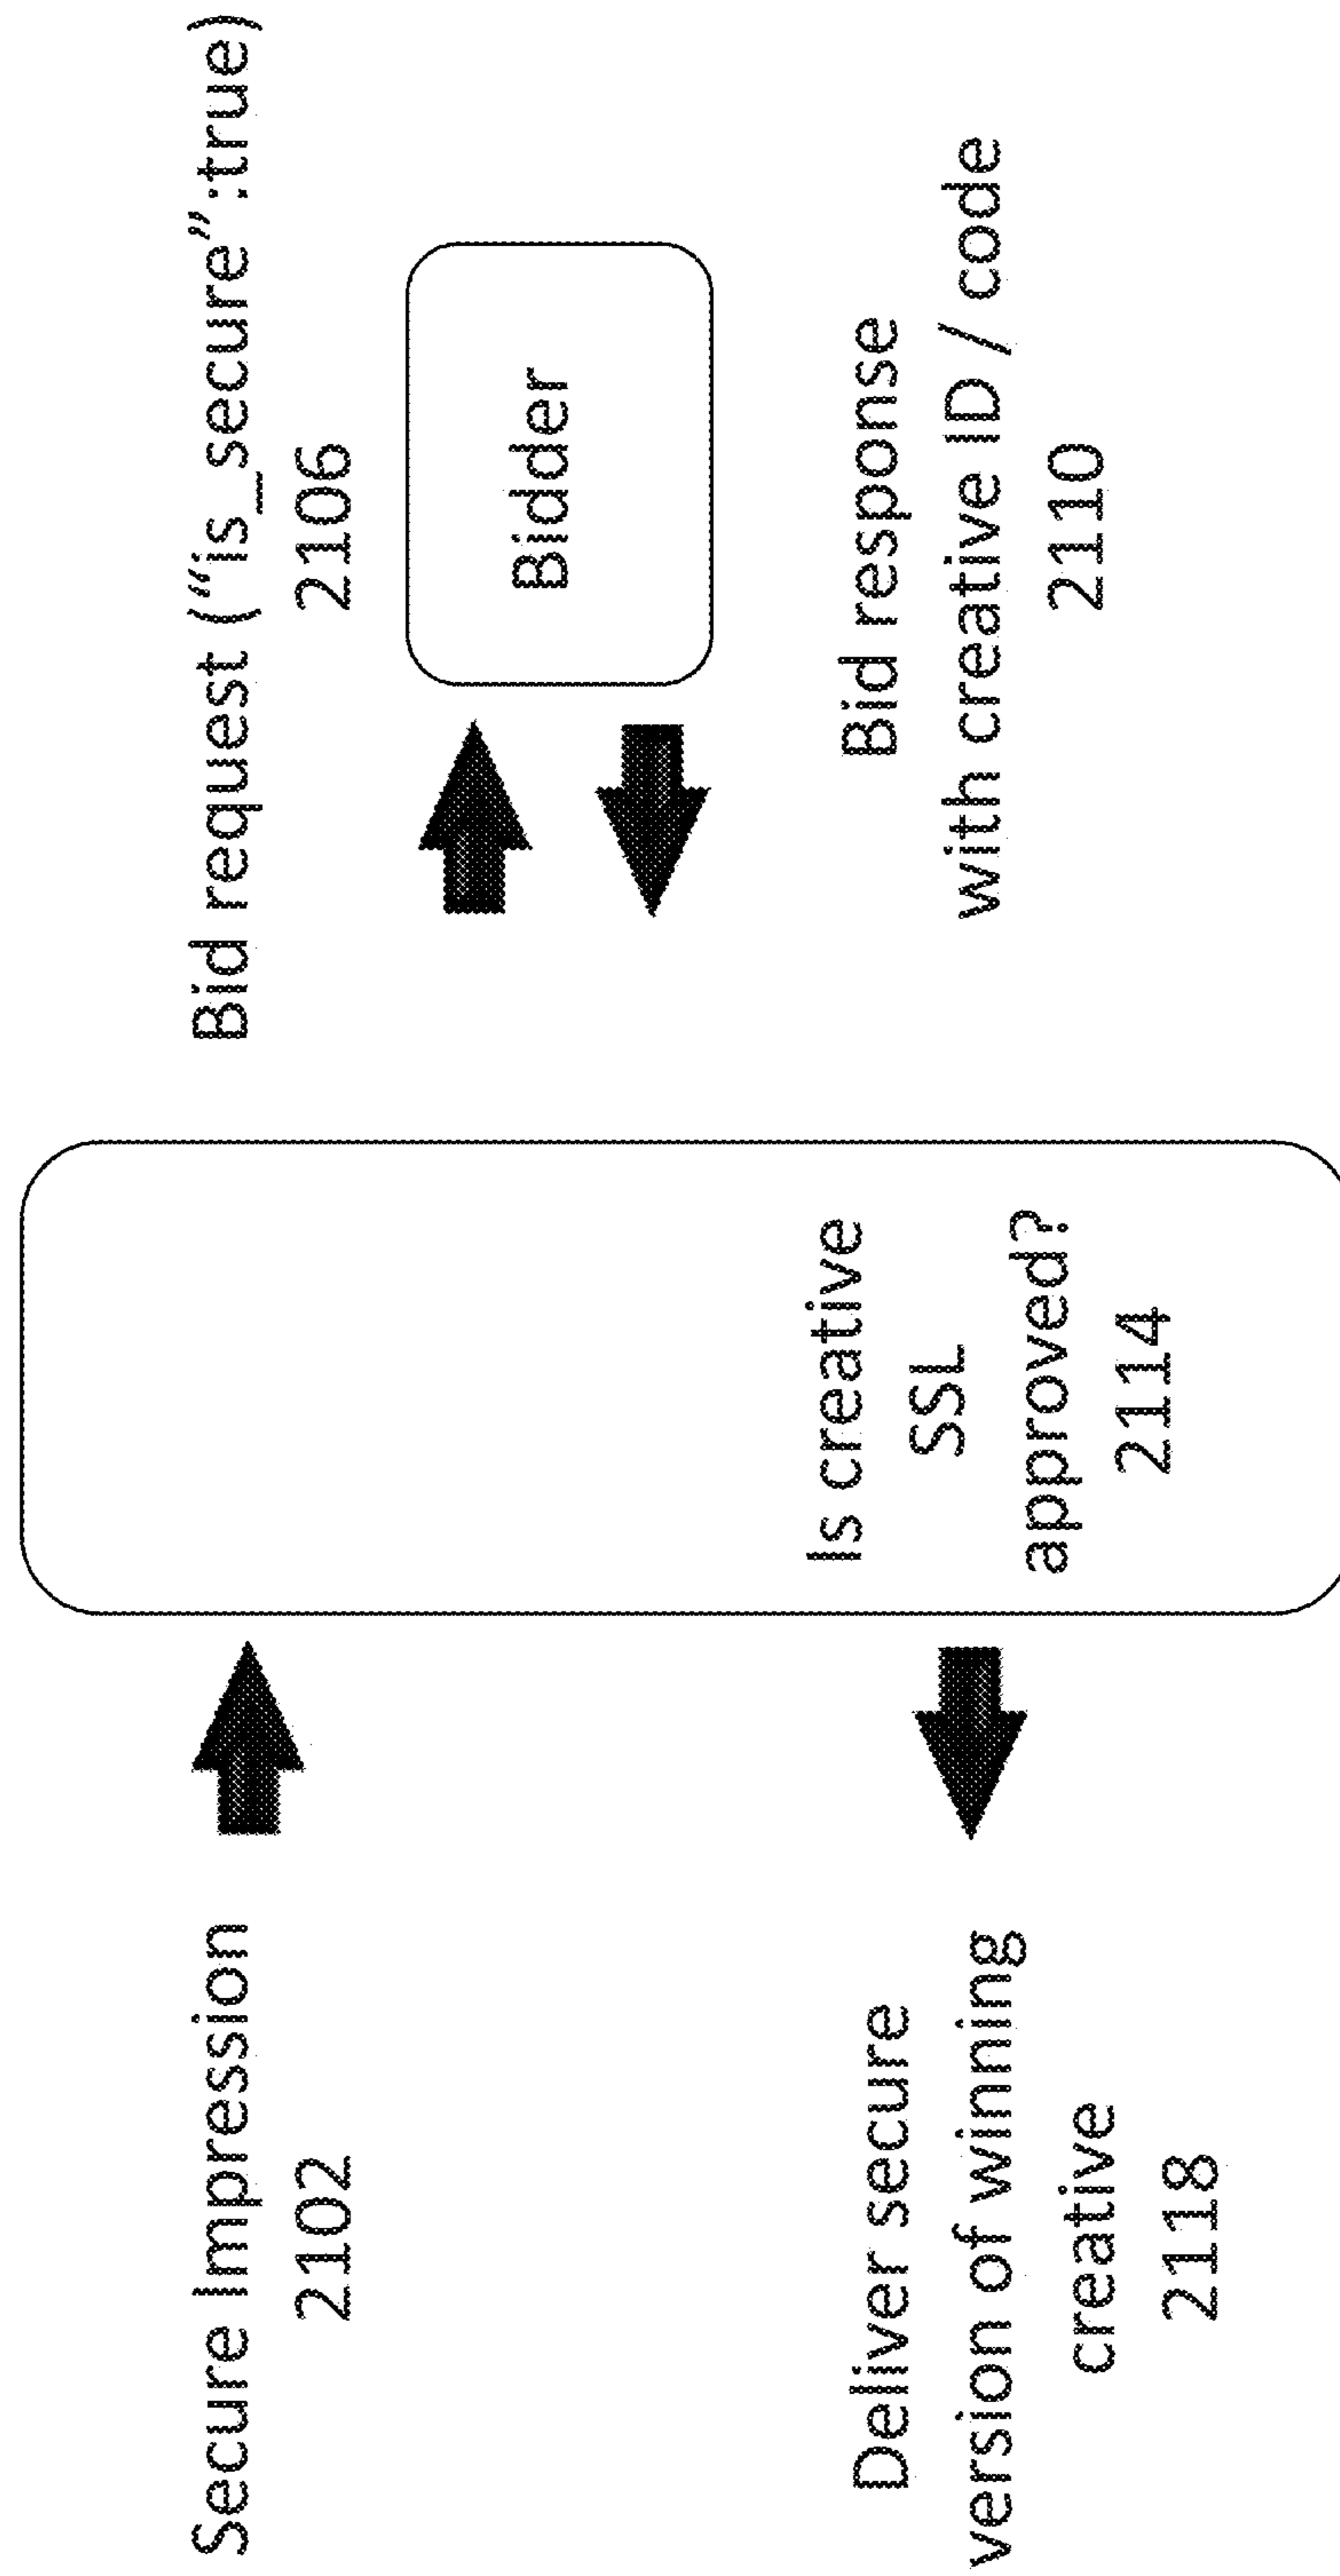 Secure Impression
2102
Bid request (“is_secure”:true)
2106
Bidder
Bid response
with creative ID / code
2110
Is creative
SSL
approved?
2114
Deliver secure
version of winning
creative
2118